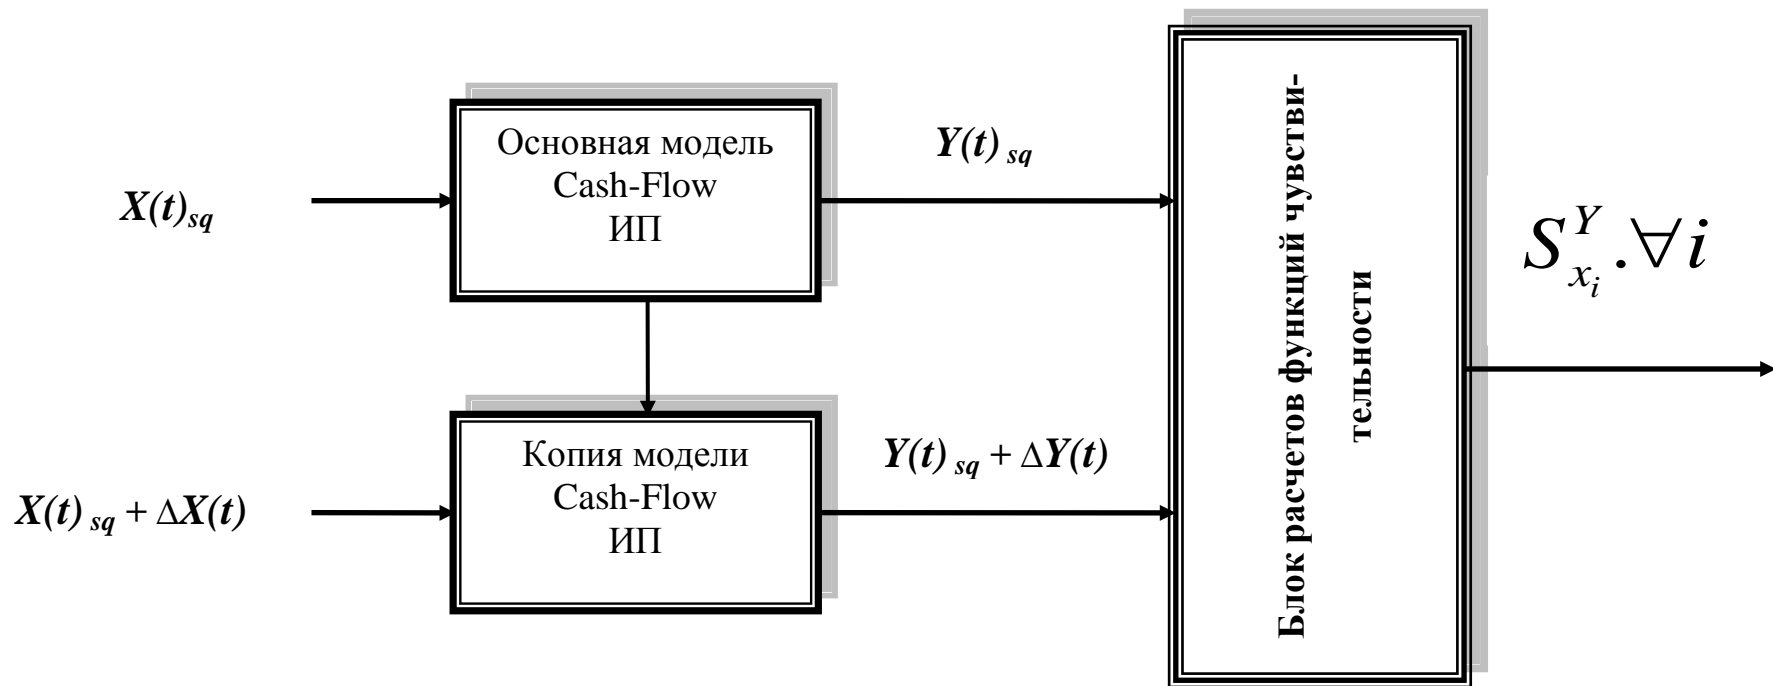 Основная модель
Cash-Flow
ИП
X(t)sq
Y(t) sq
Копия модели
Cash-Flow
ИП
X(t) sq + ΔX(t)
Y(t) sq + ΔY(t)
Блок расчетов функций чувстви-
тельности
S^Y_{x_i}.∀i